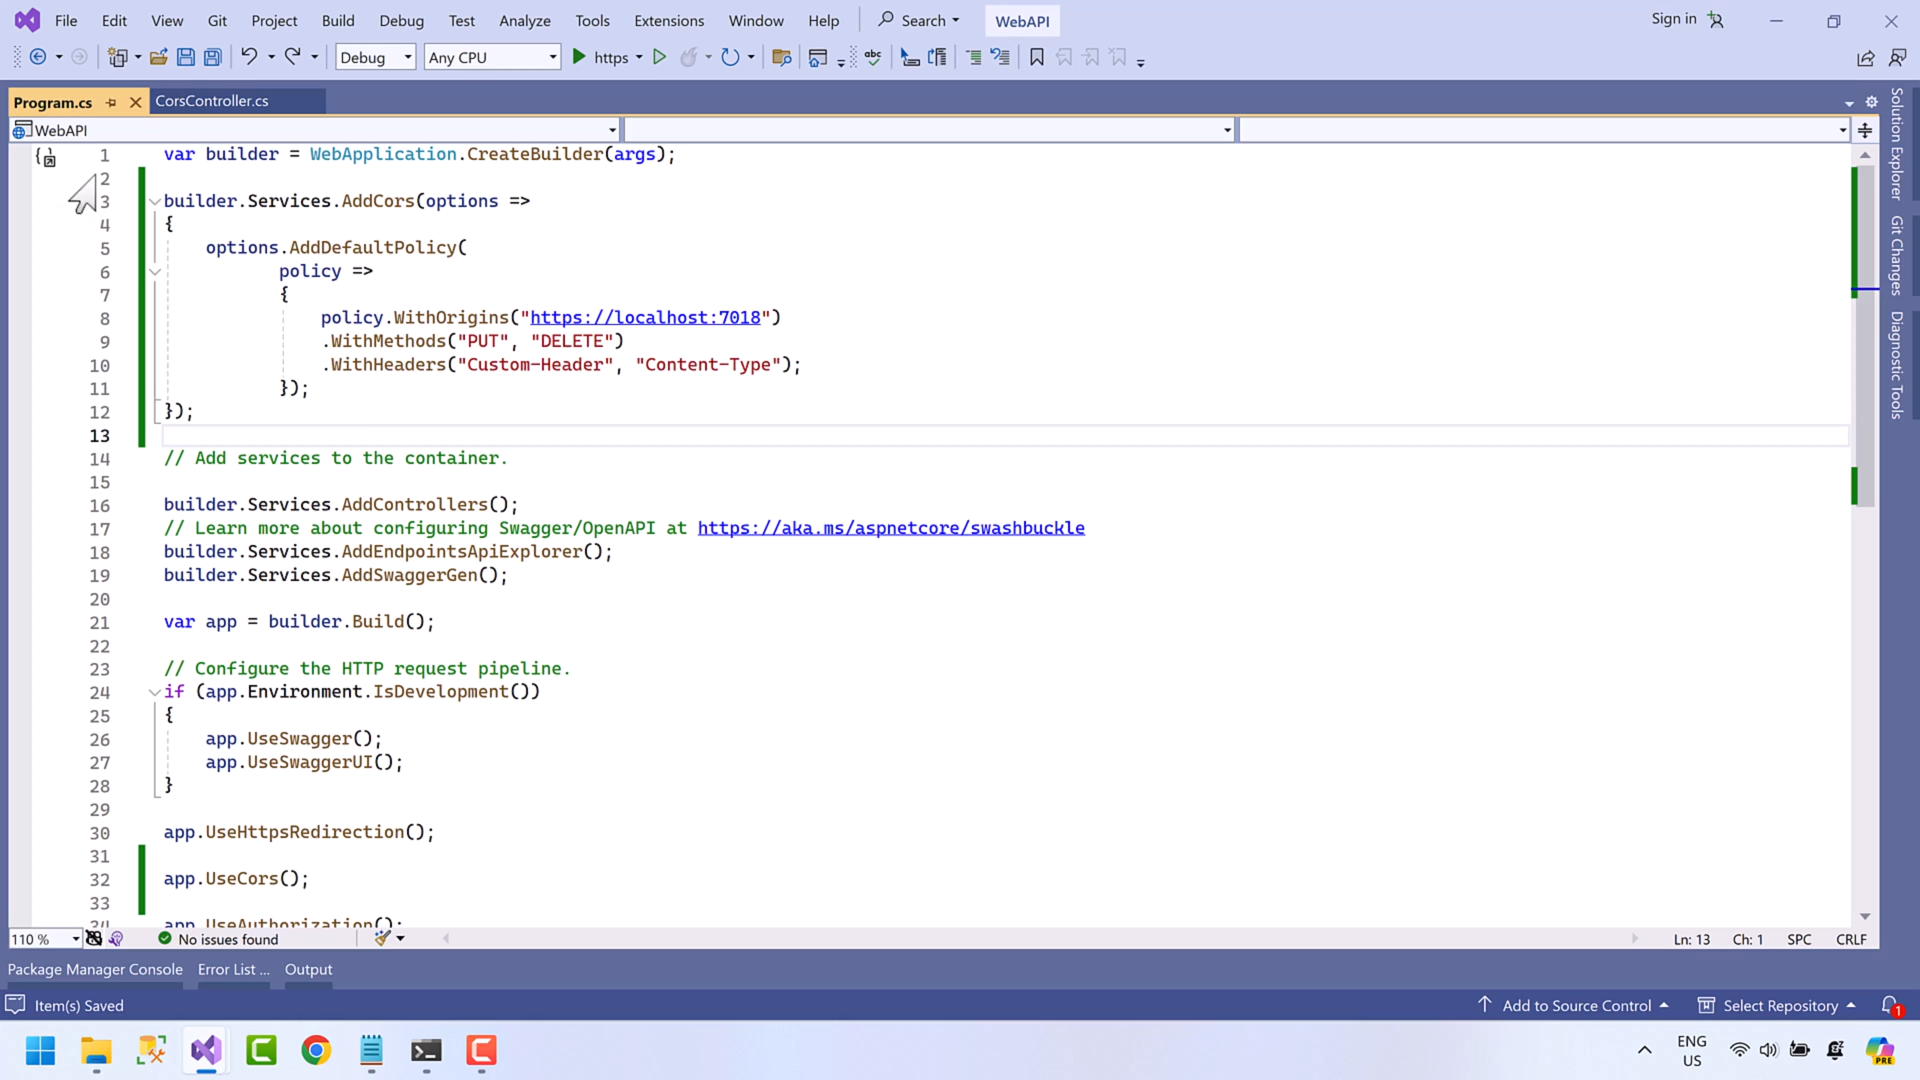 File Edit View Git Project Build Debug Test Analyze Tools Extensions Window Help Search WebAPI Sign in
Debug Any CPU https abc
Program.cs CorsController.cs
WebAPI
1 var builder = WebApplication.CreateBuilder(args);
2
3 builder.Services.AddCors(options =>
4 {
5 options.AddDefaultPolicy(
6 policy =>
7 {
8 policy.WithOrigins("https://localhost:7018")
9 .WithMethods("PUT", "DELETE")
10 .WithHeaders("Custom-Header", "Content-Type");
11 });
12 });
13
14 // Add services to the container.
15
16 builder.Services.AddControllers();
17 // Learn more about configuring Swagger/OpenAPI at https://aka.ms/aspnetcore/swashbuckle
18 builder.Services.AddEndpointsApiExplorer();
19 builder.Services.AddSwaggerGen();
20
21 var app = builder.Build();
22
23 // Configure the HTTP request pipeline.
24 if (app.Environment.IsDevelopment())
25 {
26 app.UseSwagger();
27 app.UseSwaggerUI();
28 }
29
30 app.UseHttpsRedirection();
31
32 app.UseCors();
33
34 app.UseAuthorization();
Solution Explorer
Git Changes
Diagnostic Tools
110 % No issues found Ln: 13 Ch: 1 SPC CRLF
Package Manager Console Error List ... Output
Item(s) Saved Add to Source Control Select Repository 1
ENG
US
PRE